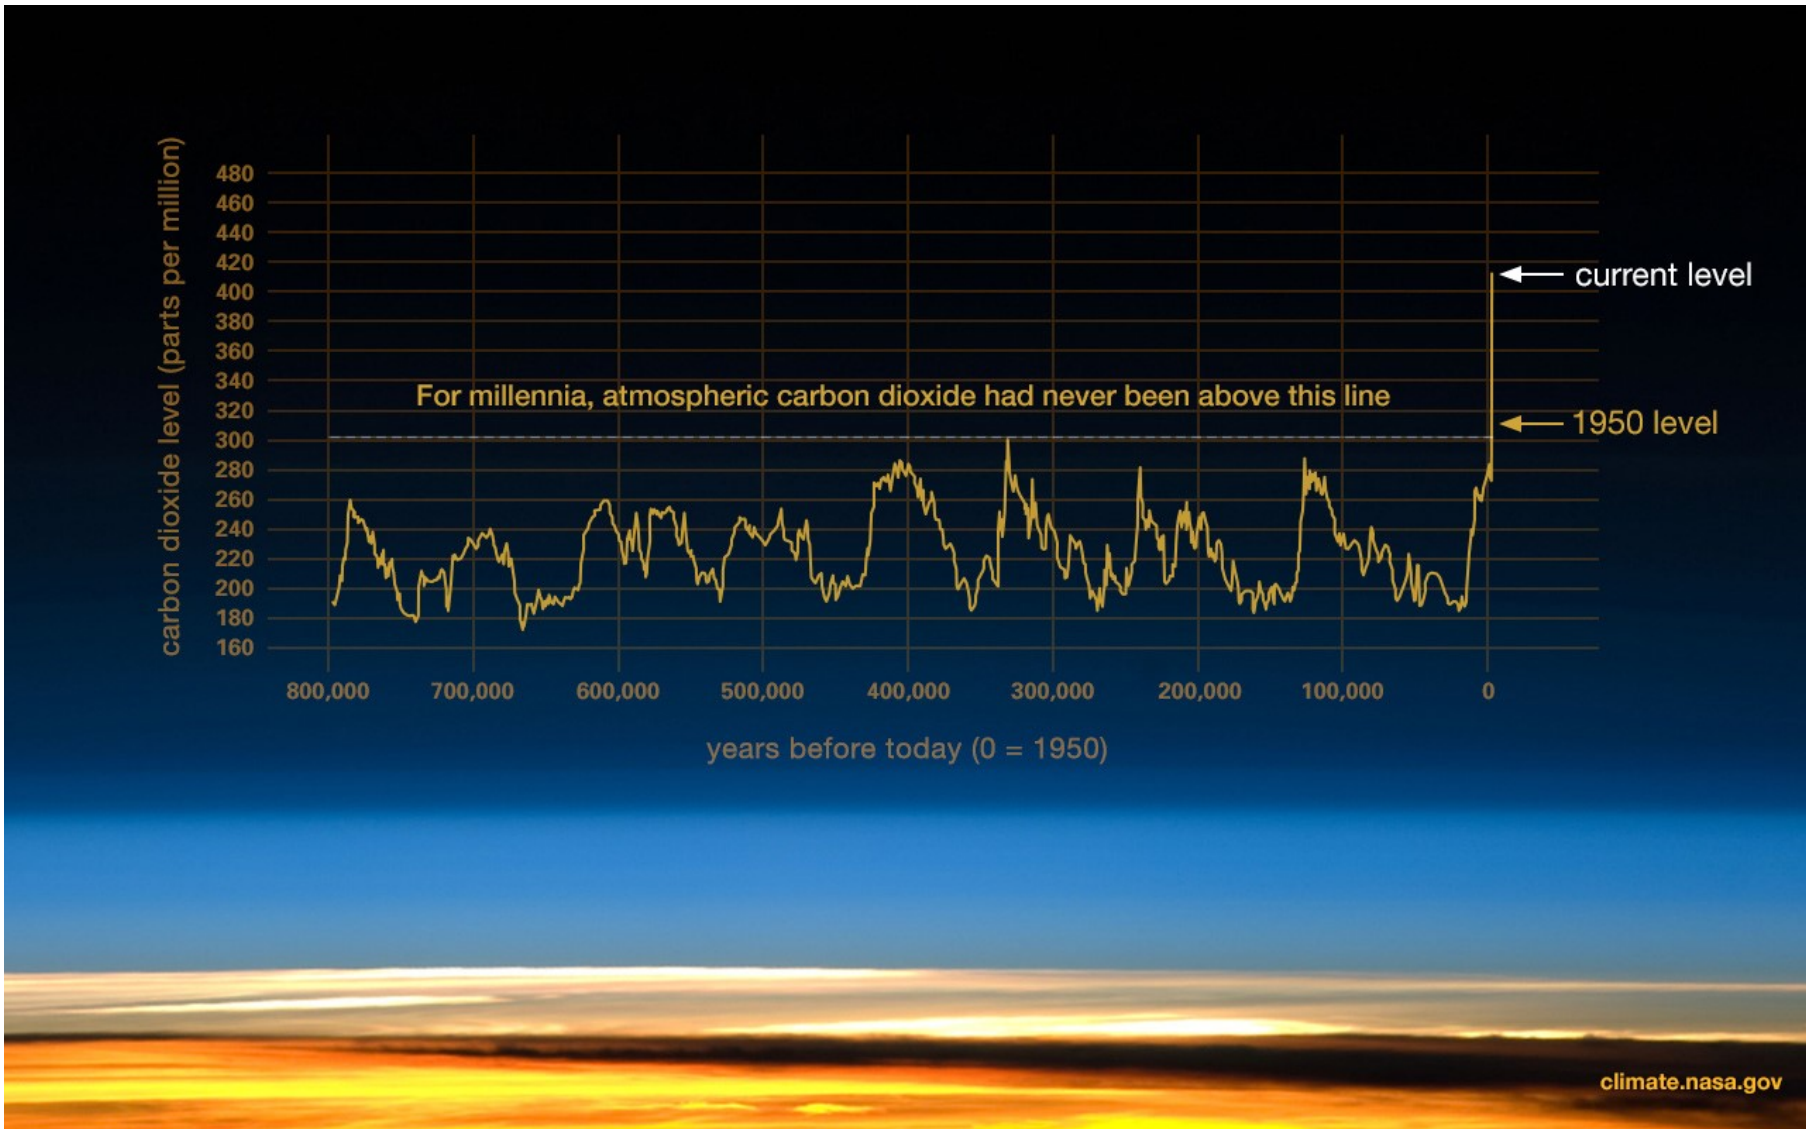 carbon dioxide level (parts per million)
480
460
440
420
400
380
360
340
320
300
280
260
240
220
200
180
160
For millennia, atmospheric carbon dioxide had never been above this line
current level
1950 level
800,000 700,000 600,000 500,000 400,000 300,000 200,000 100,000 0
years before today (0 = 1950)
climate.nasa.gov